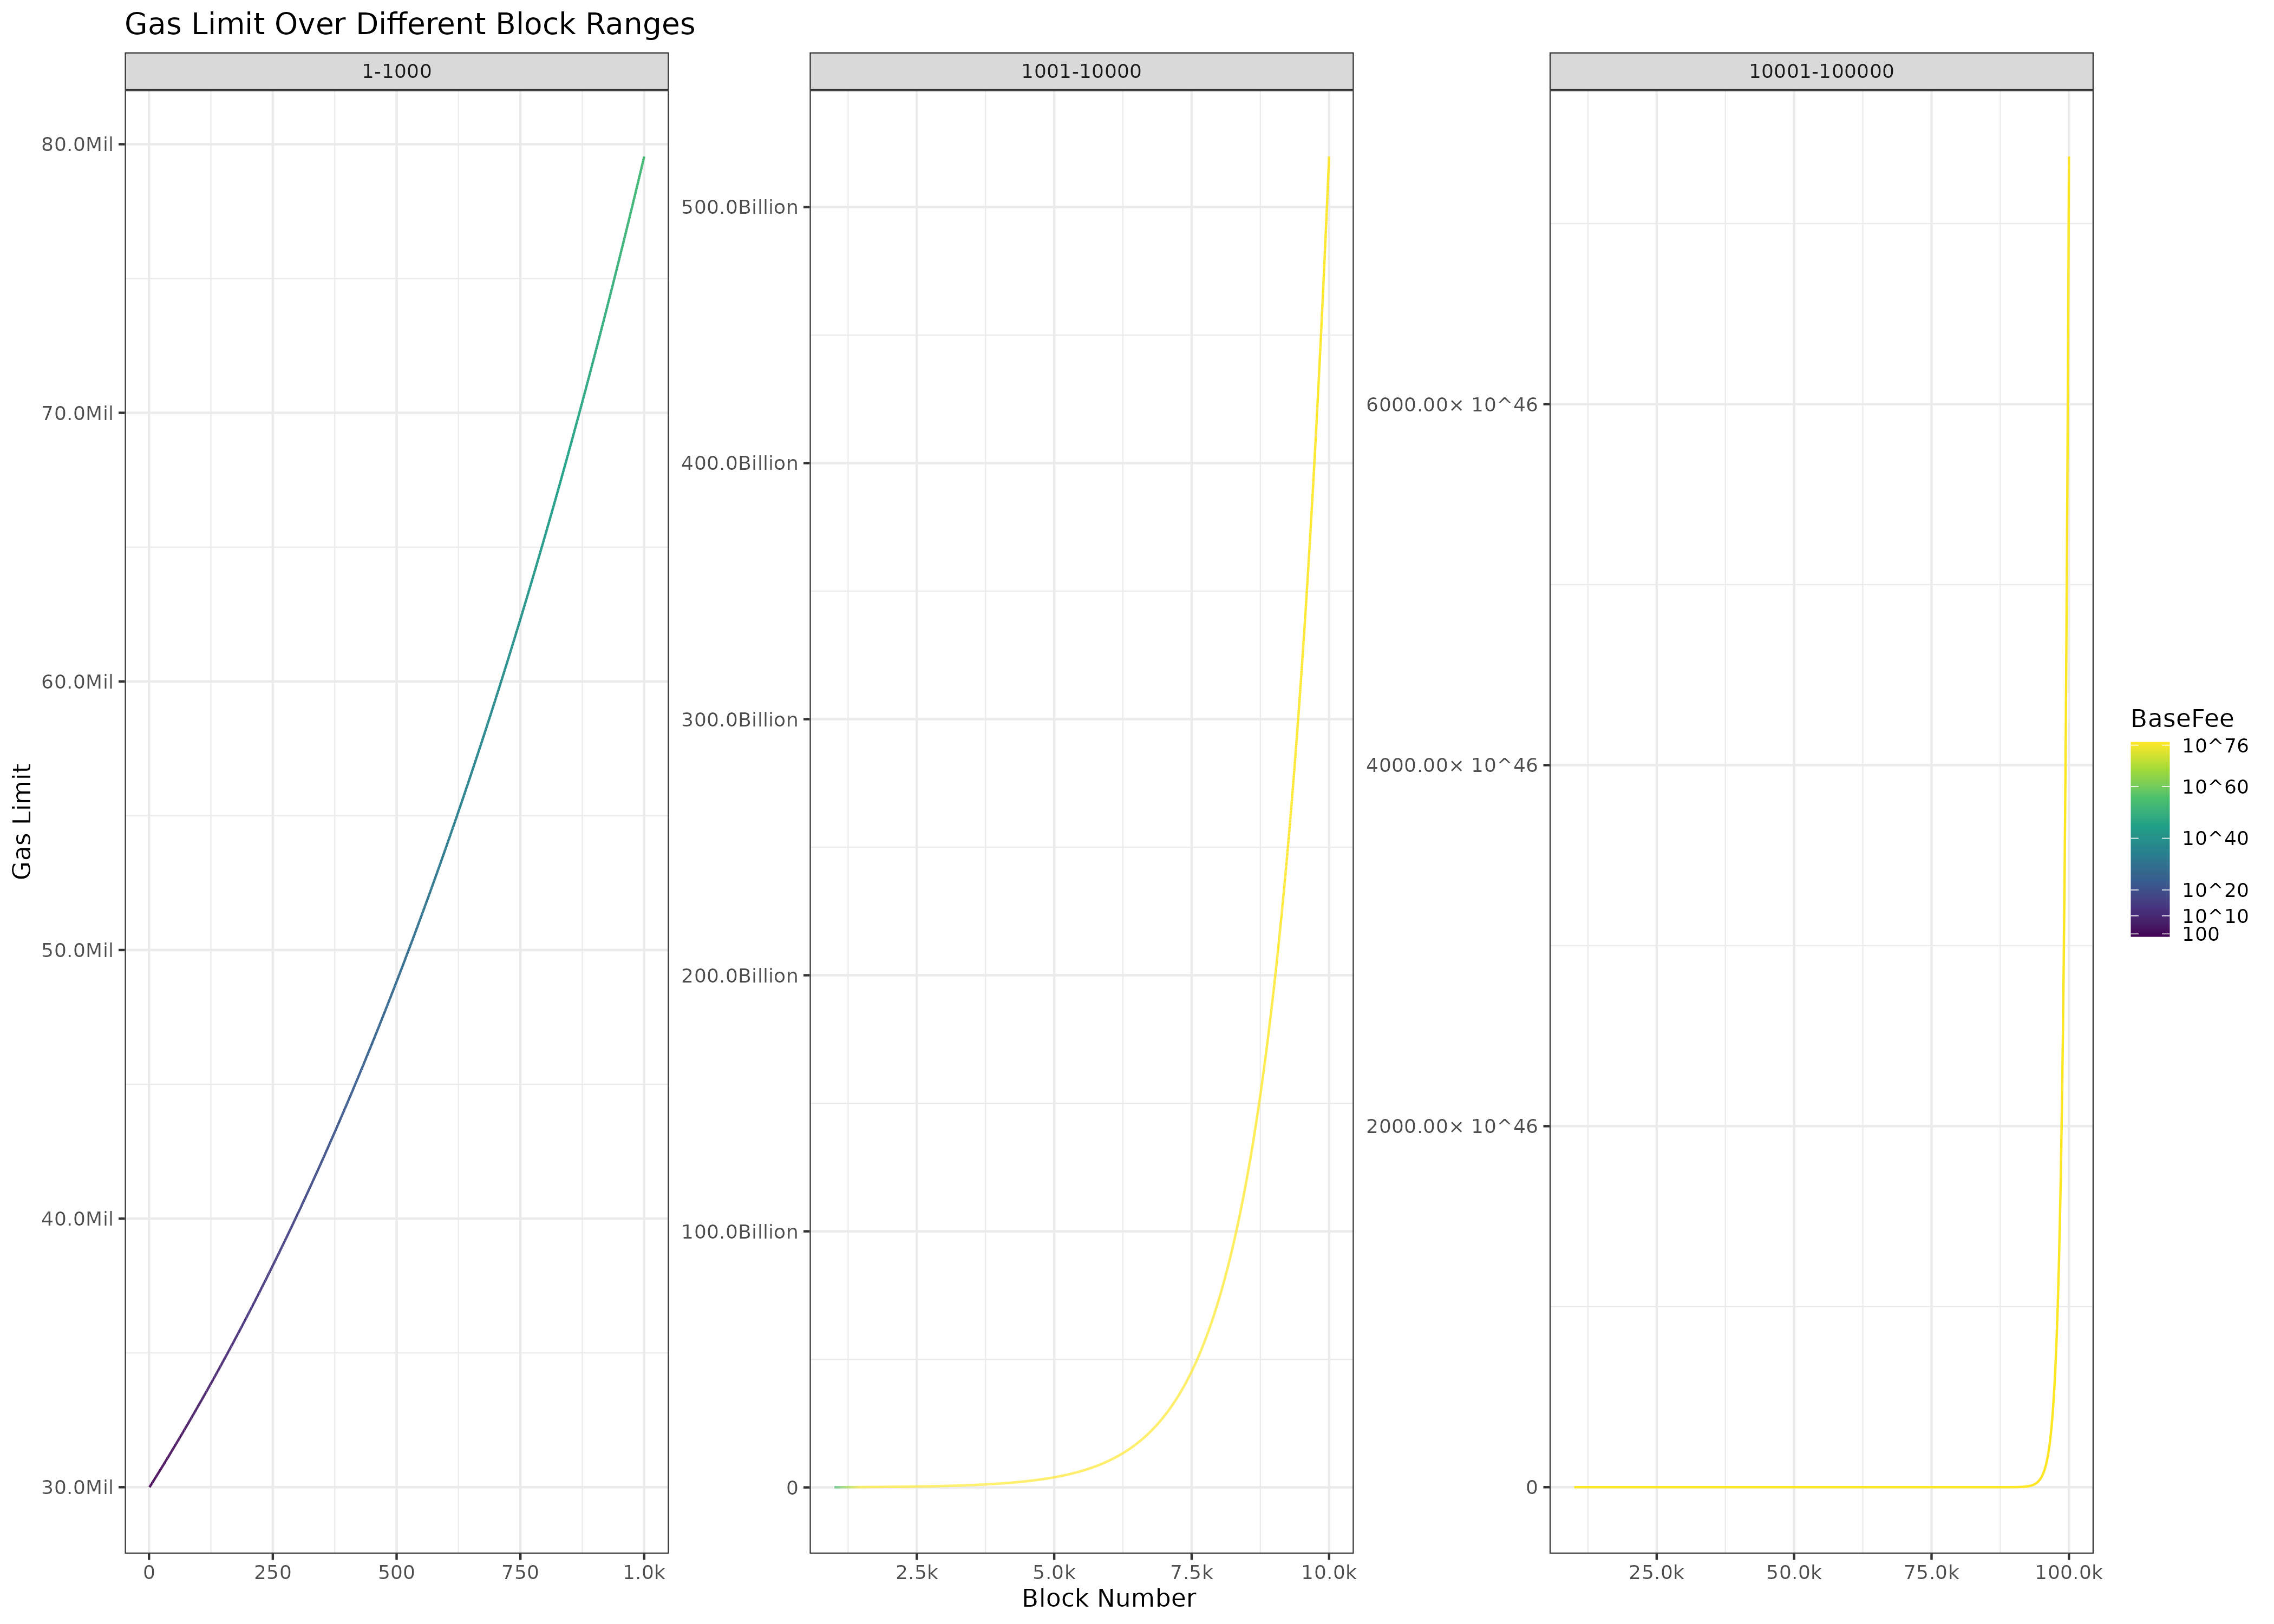 Gas Limit Over Different Block Ranges
1-1000
1001-10000
10001-100000
Gas Limit
80.0Mil
70.0Mil
60.0Mil
50.0Mil
40.0Mil
30.0Mil
0 250 500 750 1.0k
500.0Billion
400.0Billion
300.0Billion
200.0Billion
100.0Billion
0
2.5k 5.0k 7.5k 10.0k
6000.00× 10^46
4000.00× 10^46
2000.00× 10^46
0
25.0k 50.0k 75.0k 100.0k
Block Number
BaseFee
10^76
10^60
10^40
10^20
10^10
100